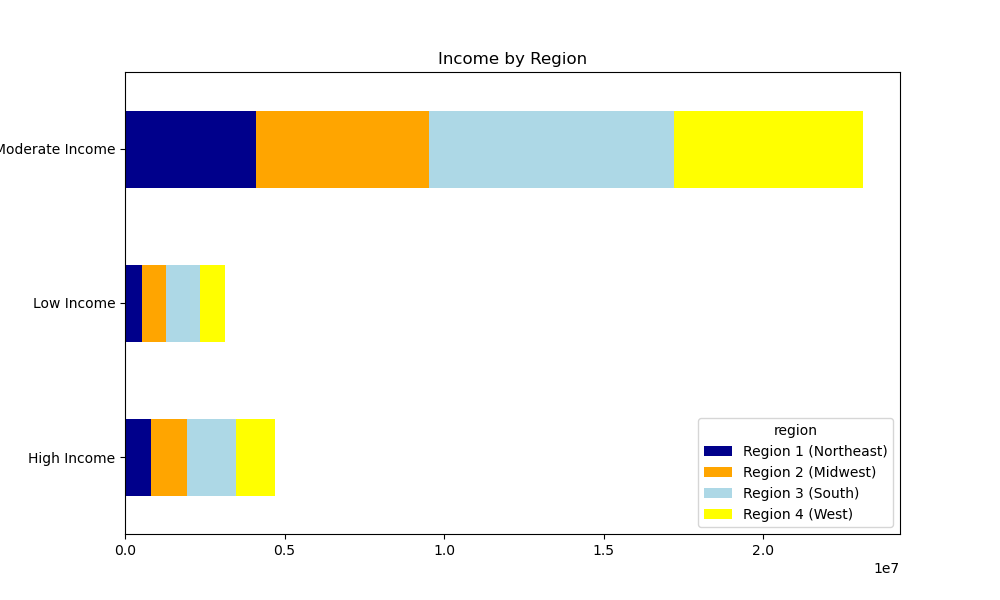 Income by Region
Moderate Income
Low Income
High Income
region
Region 1 (Northeast)
Region 2 (Midwest)
Region 3 (South)
Region 4 (West)
0.0 0.5 1.0 1.5 2.0
1e7